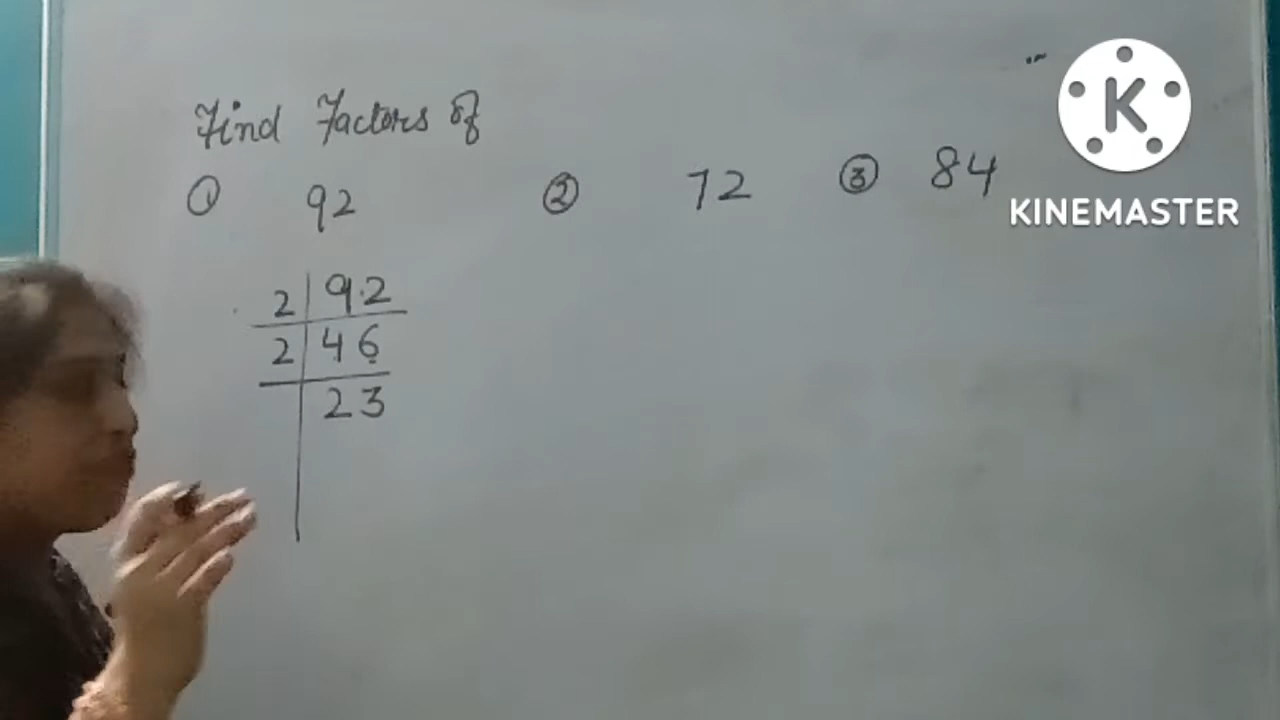 Find Factors of
① 92 ② 72 ③ 84
2 92
2 46
23
K
KINEMASTER